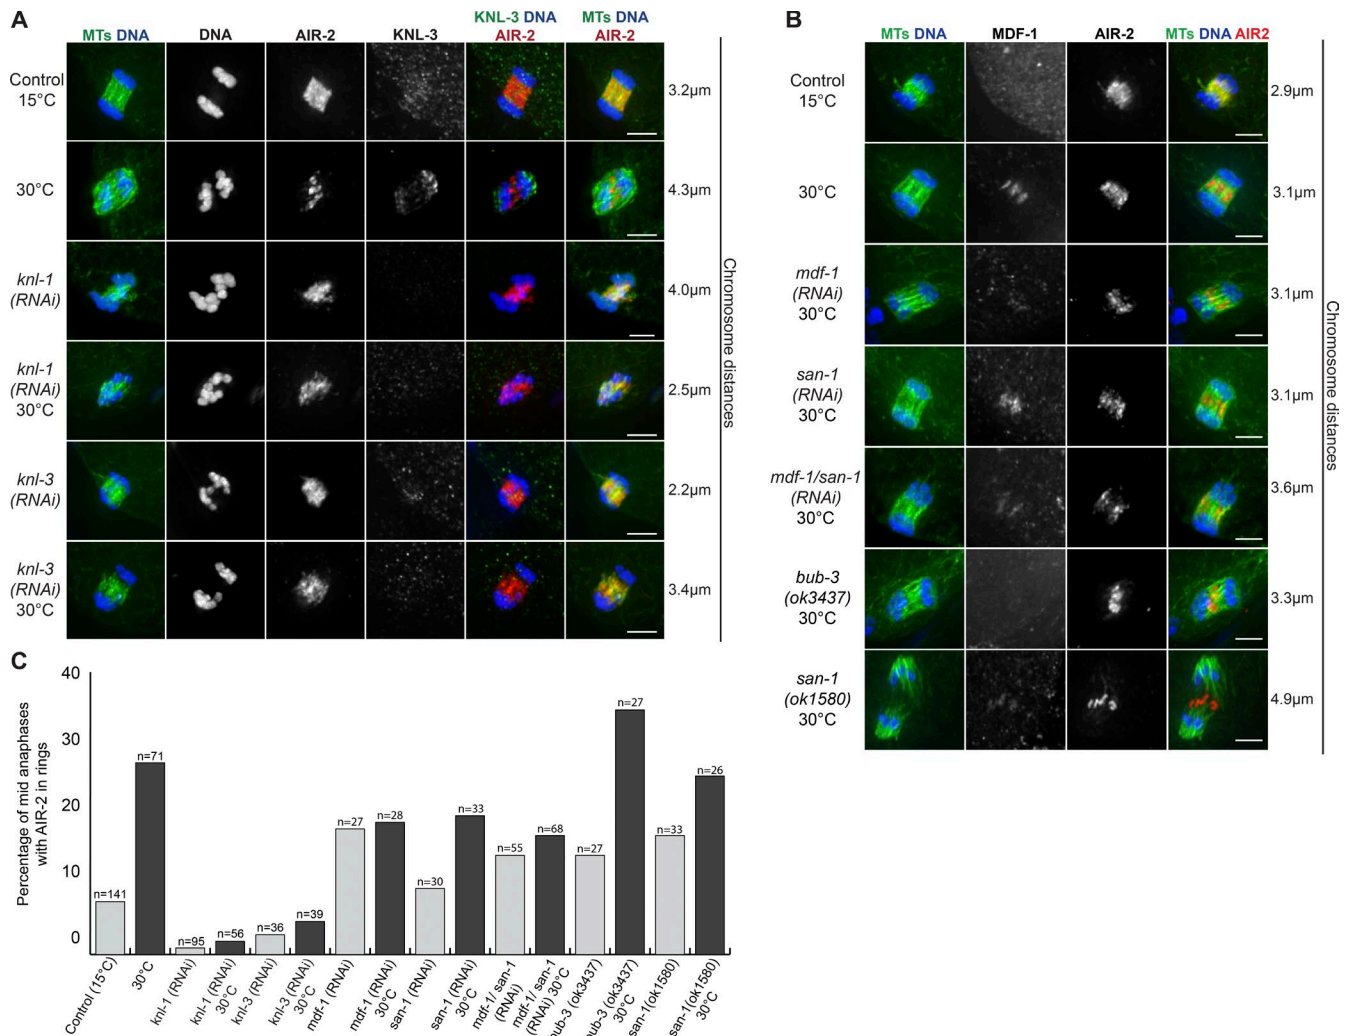 A
MTs DNA
DNA
AIR-2
KNL-3
KNL-3 DNA
AIR-2
MTs DNA
AIR-2
Control
15°C
3.2µm
30°C
4.3µm
knl-1
(RNAi)
4.0µm
knl-1
(RNAi)
30°C
2.5µm
knl-3
(RNAi)
2.2µm
knl-3
(RNAi)
30°C
3.4µm
Chromosome distances
B
MTs DNA
MDF-1
AIR-2
MTs DNA AIR2
Control
15°C
2.9µm
30°C
3.1µm
mdf-1
(RNAi)
30°C
3.1µm
san-1
(RNAi)
30°C
3.1µm
mdf-1/san-1
(RNAi)
30°C
3.6µm
bub-3
(ok3437)
30°C
3.3µm
san-1
(ok1580)
30°C
4.9µm
Chromosome distances
C
Percentage of mid anaphases
with AIR-2 in rings
40
30
20
10
0
n=141
n=71
n=95
n=56
n=36
n=39
n=27
n=28
n=30
n=33
n=55
n=68
n=27
n=27
n=33
n=26
Control (15°C)
30°C
knl-1 (RNAi)
knl-1 (RNAi)
30°C
knl-3 (RNAi)
knl-3 (RNAi)
30°C
mdf-1 (RNAi)
mdf-1 (RNAi)
30°C
san-1 (RNAi)
san-1 (RNAi)
30°C
mdf-1/ san-1
(RNAi)
mdf-1/ san-1
(RNAi) 30°C
bub-3 (ok3437)
bub-3 (ok3437)
30°C
san-1(ok1580)
san-1(ok1580)
30°C